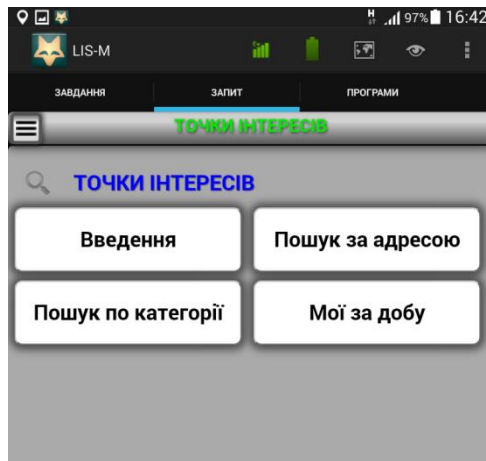 H 97% 16:42
LIS-M
ЗАВДАННЯ ЗАПИТ ПРОГРАМИ
ТОЧКИ ІНТЕРЕСІВ
ТОЧКИ ІНТЕРЕСІВ
Введення Пошук за адресою
Пошук по категорії Мої за добу